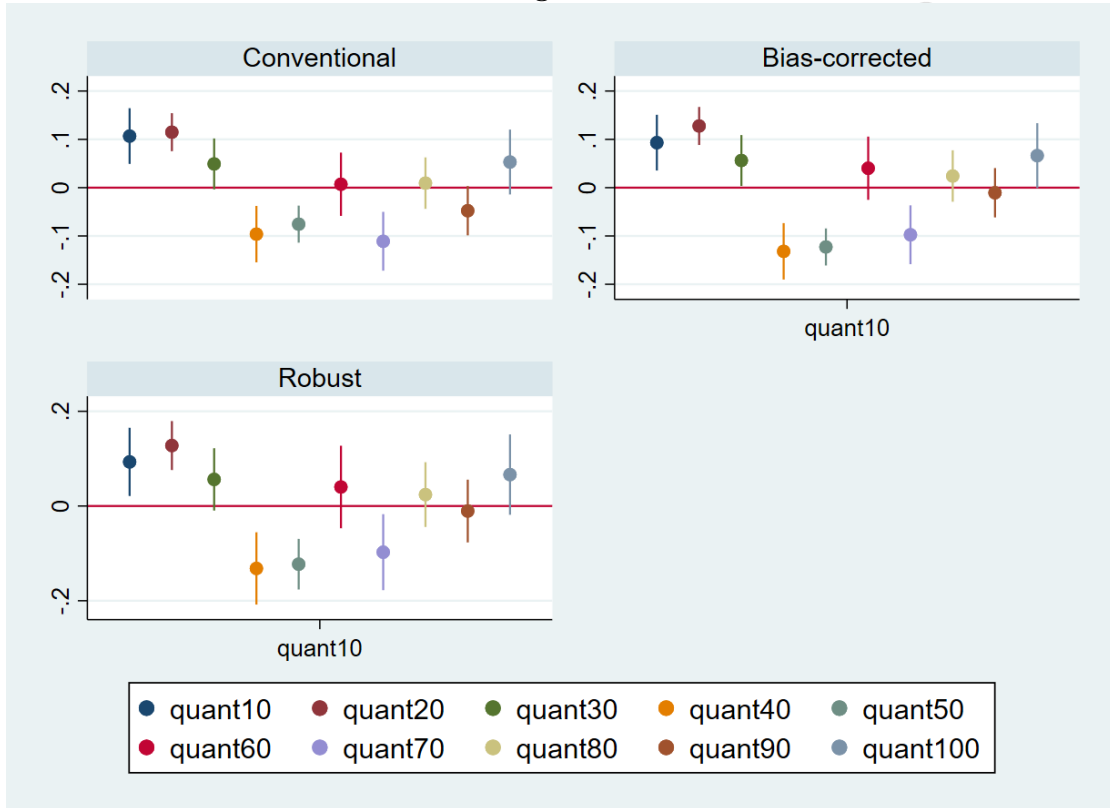 Conventional
.2
.1
0
-.1
-.2
Bias-corrected
.2
.1
0
-.1
-.2
quant10
Robust
.2
0
-.2
quant10
quant10 quant20 quant30 quant40 quant50
quant60 quant70 quant80 quant90 quant100